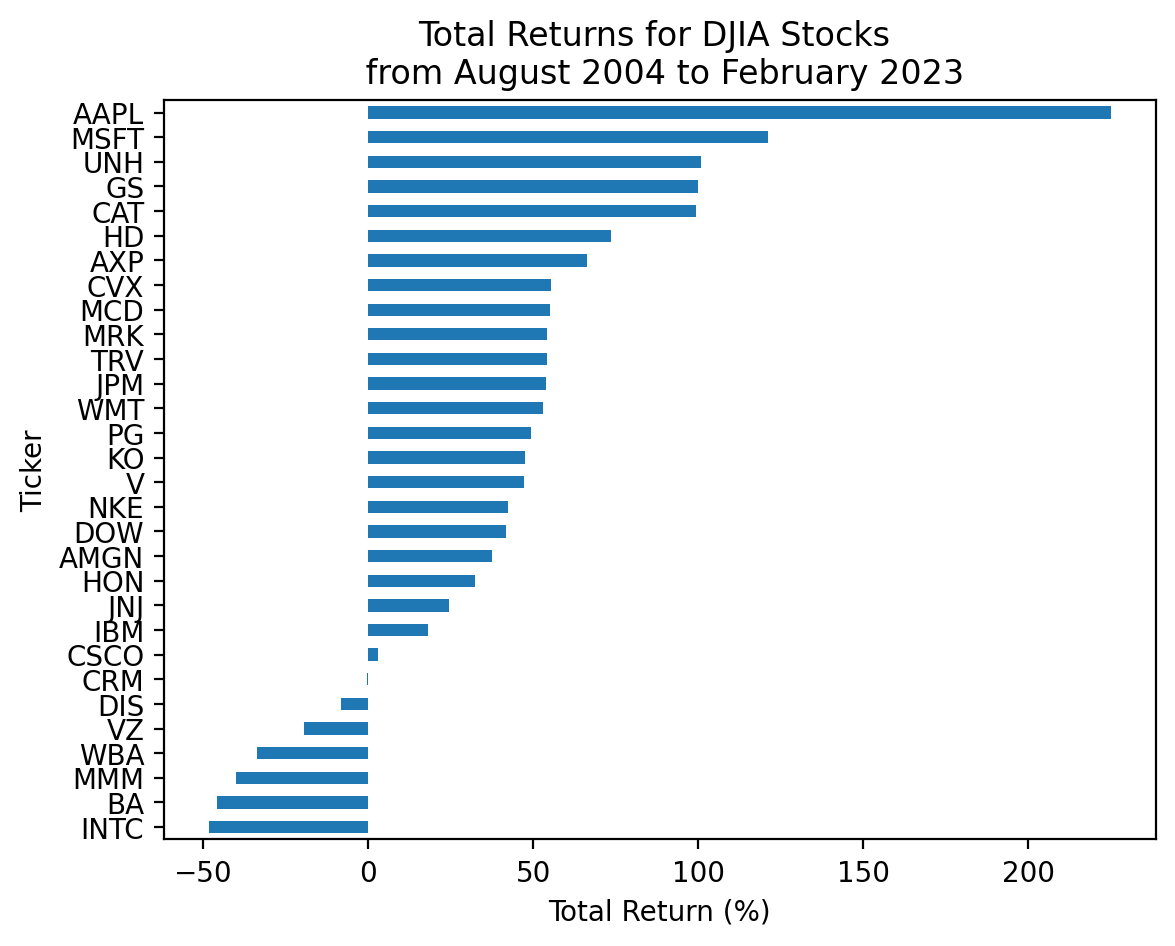 Total Returns for DJIA Stocks
from August 2004 to February 2023
AAPL
MSFT
UNH
GS
CAT
HD
AXP
CVX
MCD
MRK
TRV
JPM
WMT
PG
KO
V
NKE
DOW
AMGN
HON
JNJ
IBM
CSCO
CRM
DIS
VZ
WBA
MMM
BA
INTC
Ticker
−50 0 50 100 150 200
Total Return (%)